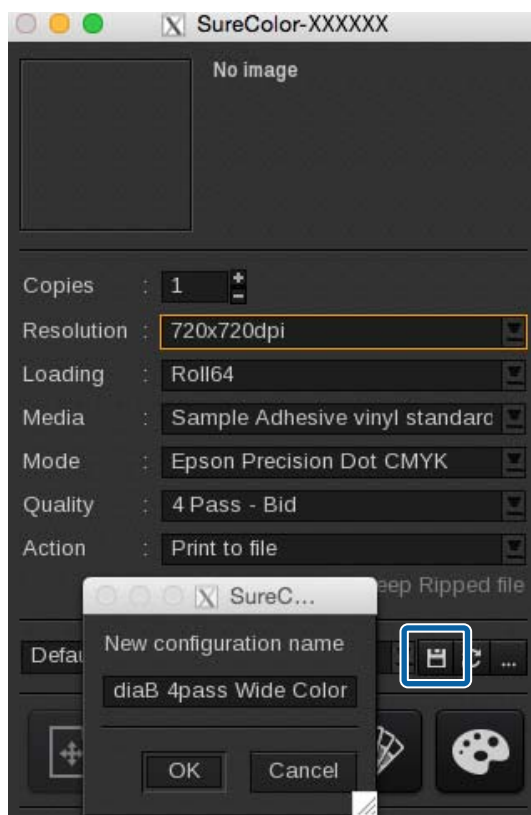 SureColor-XXXXXX
No image
Copies : 1
Resolution : 720x720dpi
Loading : Roll64
Media : Sample Adhesive vinyl standard
Mode : Epson Precision Dot CMYK
Quality : 4 Pass - Bid
Action : Print to file
eep Ripped file
SureC...
New configuration name
Defau
...
diaB 4pass Wide Color
OK Cancel